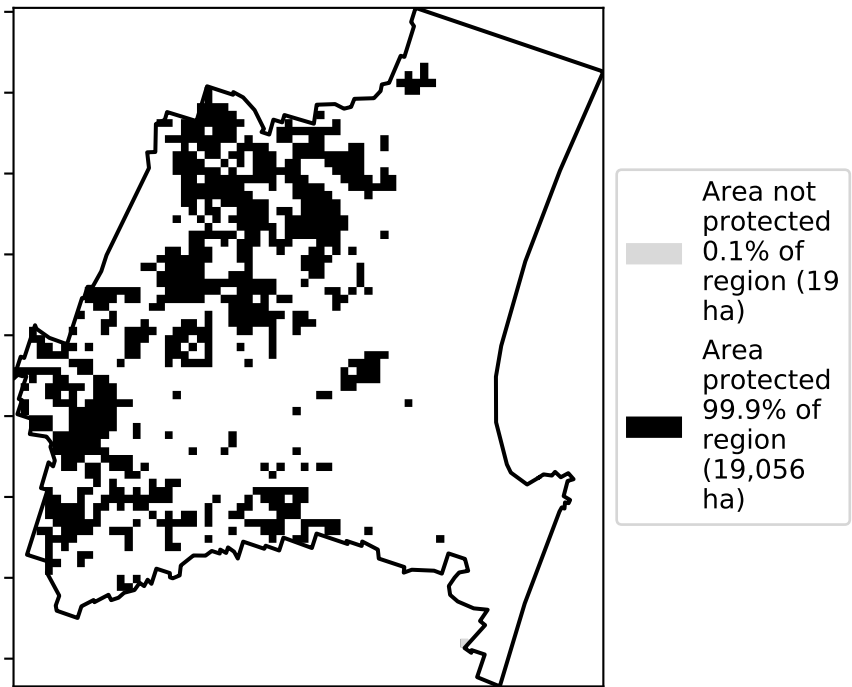 Area not
protected
0.1% of
region (19
ha)
Area
protected
99.9% of
region
(19,056
ha)